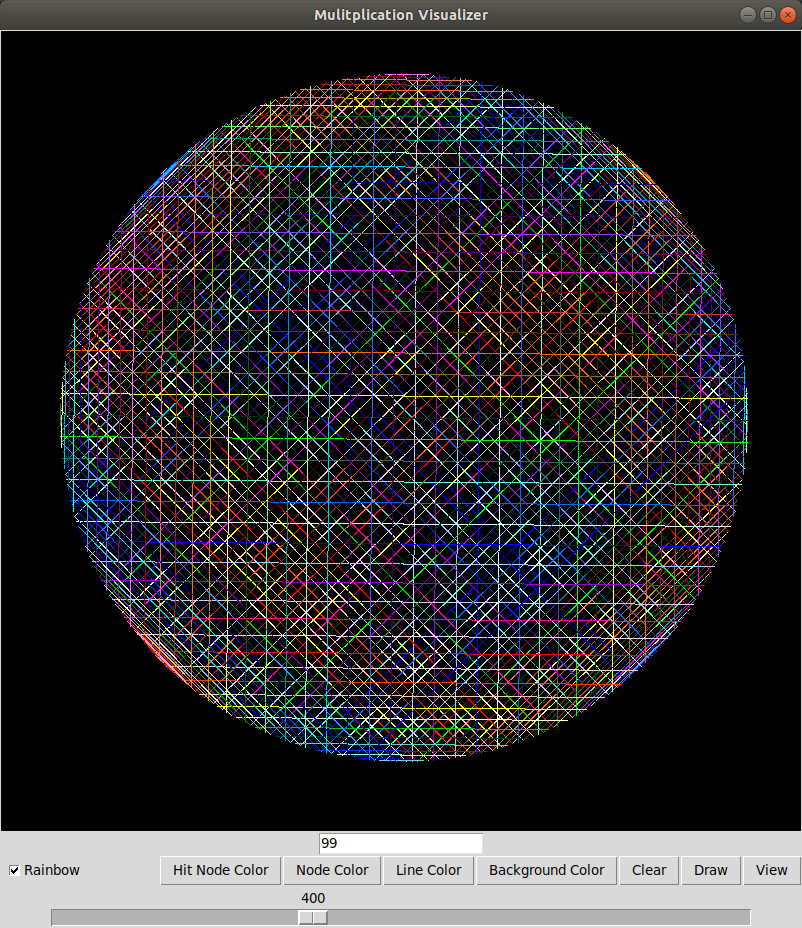 Mulitplication Visualizer
99
Rainbow
Hit Node Color
Node Color
Line Color
Background Color
Clear
Draw
View
400